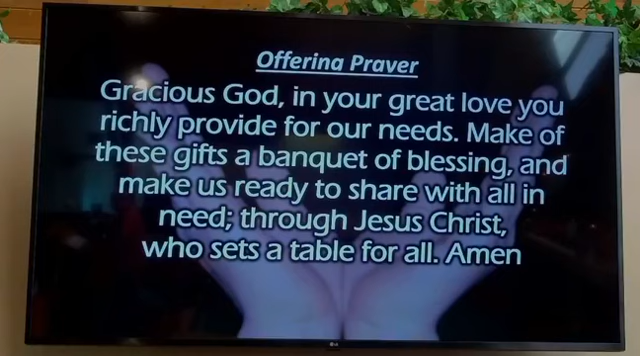 Offering Prayer
Gracious God, in your great love you
richly provide for our needs. Make of
these gifts a banquet of blessing, and
make us ready to share with all in
need; through Jesus Christ,
who sets a table for all. Amen
LG